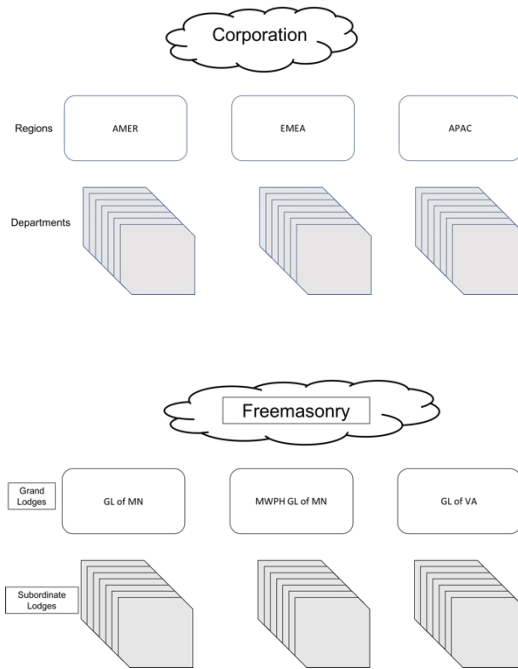 Corporation
Regions
AMER
EMEA
APAC
Departments
Freemasonry
Grand
Lodges
GL of MN
MWPH GL of MN
GL of VA
Subordinate
Lodges